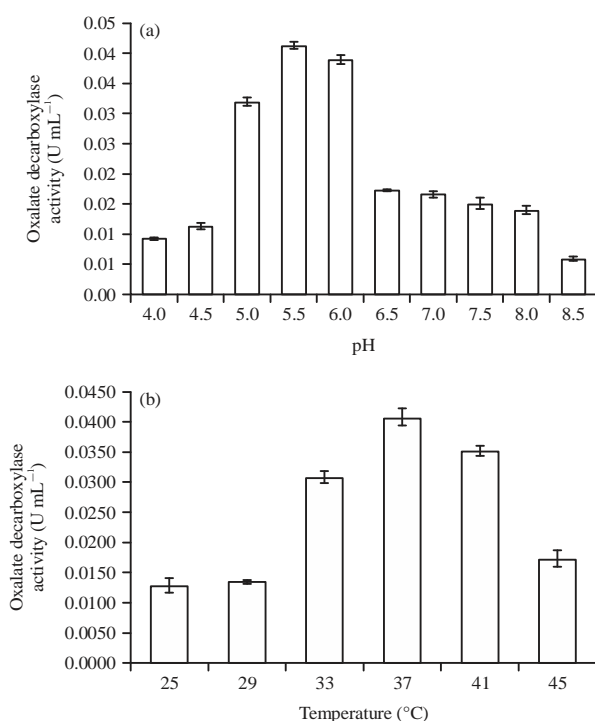 (a)
Oxalate decarboxylase
activity (U mL⁻¹)
0.05
0.04
0.04
0.03
0.03
0.02
0.02
0.01
0.01
0.00
4.0 4.5 5.0 5.5 6.0 6.5 7.0 7.5 8.0 8.5
pH
(b)
Oxalate decarboxylase
activity (U mL⁻¹)
0.0450
0.0400
0.0350
0.0300
0.0250
0.0200
0.0150
0.0100
0.0050
0.0000
25 29 33 37 41 45
Temperature (°C)